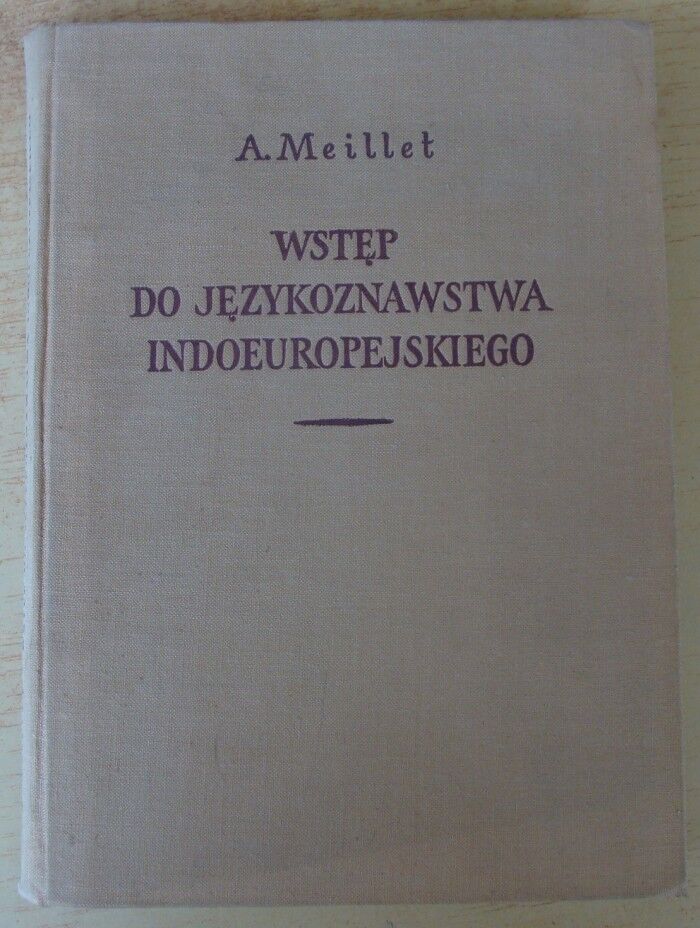 A. Meillet
WSTĘP
DO JĘZYKOZNAWSTWA
INDOEUROPEJSKIEGO